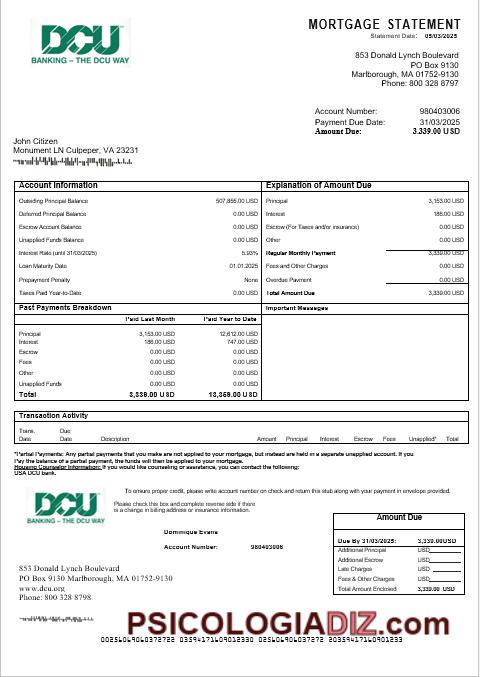 DCU
BANKING – THE DCU WAY
MORTGAGE STATEMENT
Statement Date: 05/03/2025
853 Donald Lynch Boulevard
PO Box 9130
Marlborough, MA 01752-9130
Phone: 800 328 8797
Account Number: 980403006
Payment Due Date: 31/03/2025
Amount Due: 3,339.00 USD
John Citizen
Monument LN Culpeper, VA 23231
Account Information
Outsiding Principal Balance 507,855.00 USD
Deferred Principal Balance 0.00 USD
Escrow Account Balance 0.00 USD
Unapplied Funds Balance 0.00 USD
Interest Rate (until 31/03/2025) 5.93%
Loan Maturity Date 01.01.2025
Prepayment Penalty None
Taxes Paid Year-to-Date 0.00 USD
Explanation of Amount Due
Principal 3,153.00 USD
Interest 186.00 USD
Escrow (For Taxes and/or insurance) 0.00 USD
Other 0.00 USD
Regular Monthly Payment 3,339.00 USD
Fees and Other Charges 0.00 USD
Overdue Payment 0.00 USD
Total Amount Due 3,339.00 USD
Past Payments Breakdown
Paid Last Month Paid Year to Date
Principal 3,153.00 USD 12,612.00 USD
Interest 186.00 USD 747.00 USD
Escrow 0.00 USD 0.00 USD
Fees 0.00 USD 0.00 USD
Other 0.00 USD 0.00 USD
Unapplied Funds 0.00 USD 0.00 USD
Total 3,339.00 USD 13,359.00 USD
Important Messages
Transaction Activity
Trans. Date Due Date Description Amount Principal Interest Escrow Fees Unapplied* Total
*Partial Payments: Any partial payments that you make are not applied to your mortgage, but instead are held in a separate unapplied account. If you
Pay the balance of a partial payment, the funds will then be applied to your mortgage.
Housing Counselor Information: If you would like counseling or assistance, you can contact the following:
USA DCU bank.
DCU
BANKING – THE DCU WAY
To unsure proper credit, please write account number on check and return this stub along with your payment in envelope provided.
Please check this box and complete reverse side if there
is a change in billing address or insurance information.
Dominique Evans
Account Number: 980403006
Amount Due
Due By 31/03/2025: 3,339.00USD
Additional Principal USD
Additional Escrow USD
Late Charges USD
Fees & Other Charges USD
Total Amount Enclosed 3,339.00 USD
853 Donald Lynch Boulevard
PO Box 9130 Marlborough, MA 01752-9130
www.dcu.org
Phone: 800 328 8798
PSICOLOGIADIZ.com